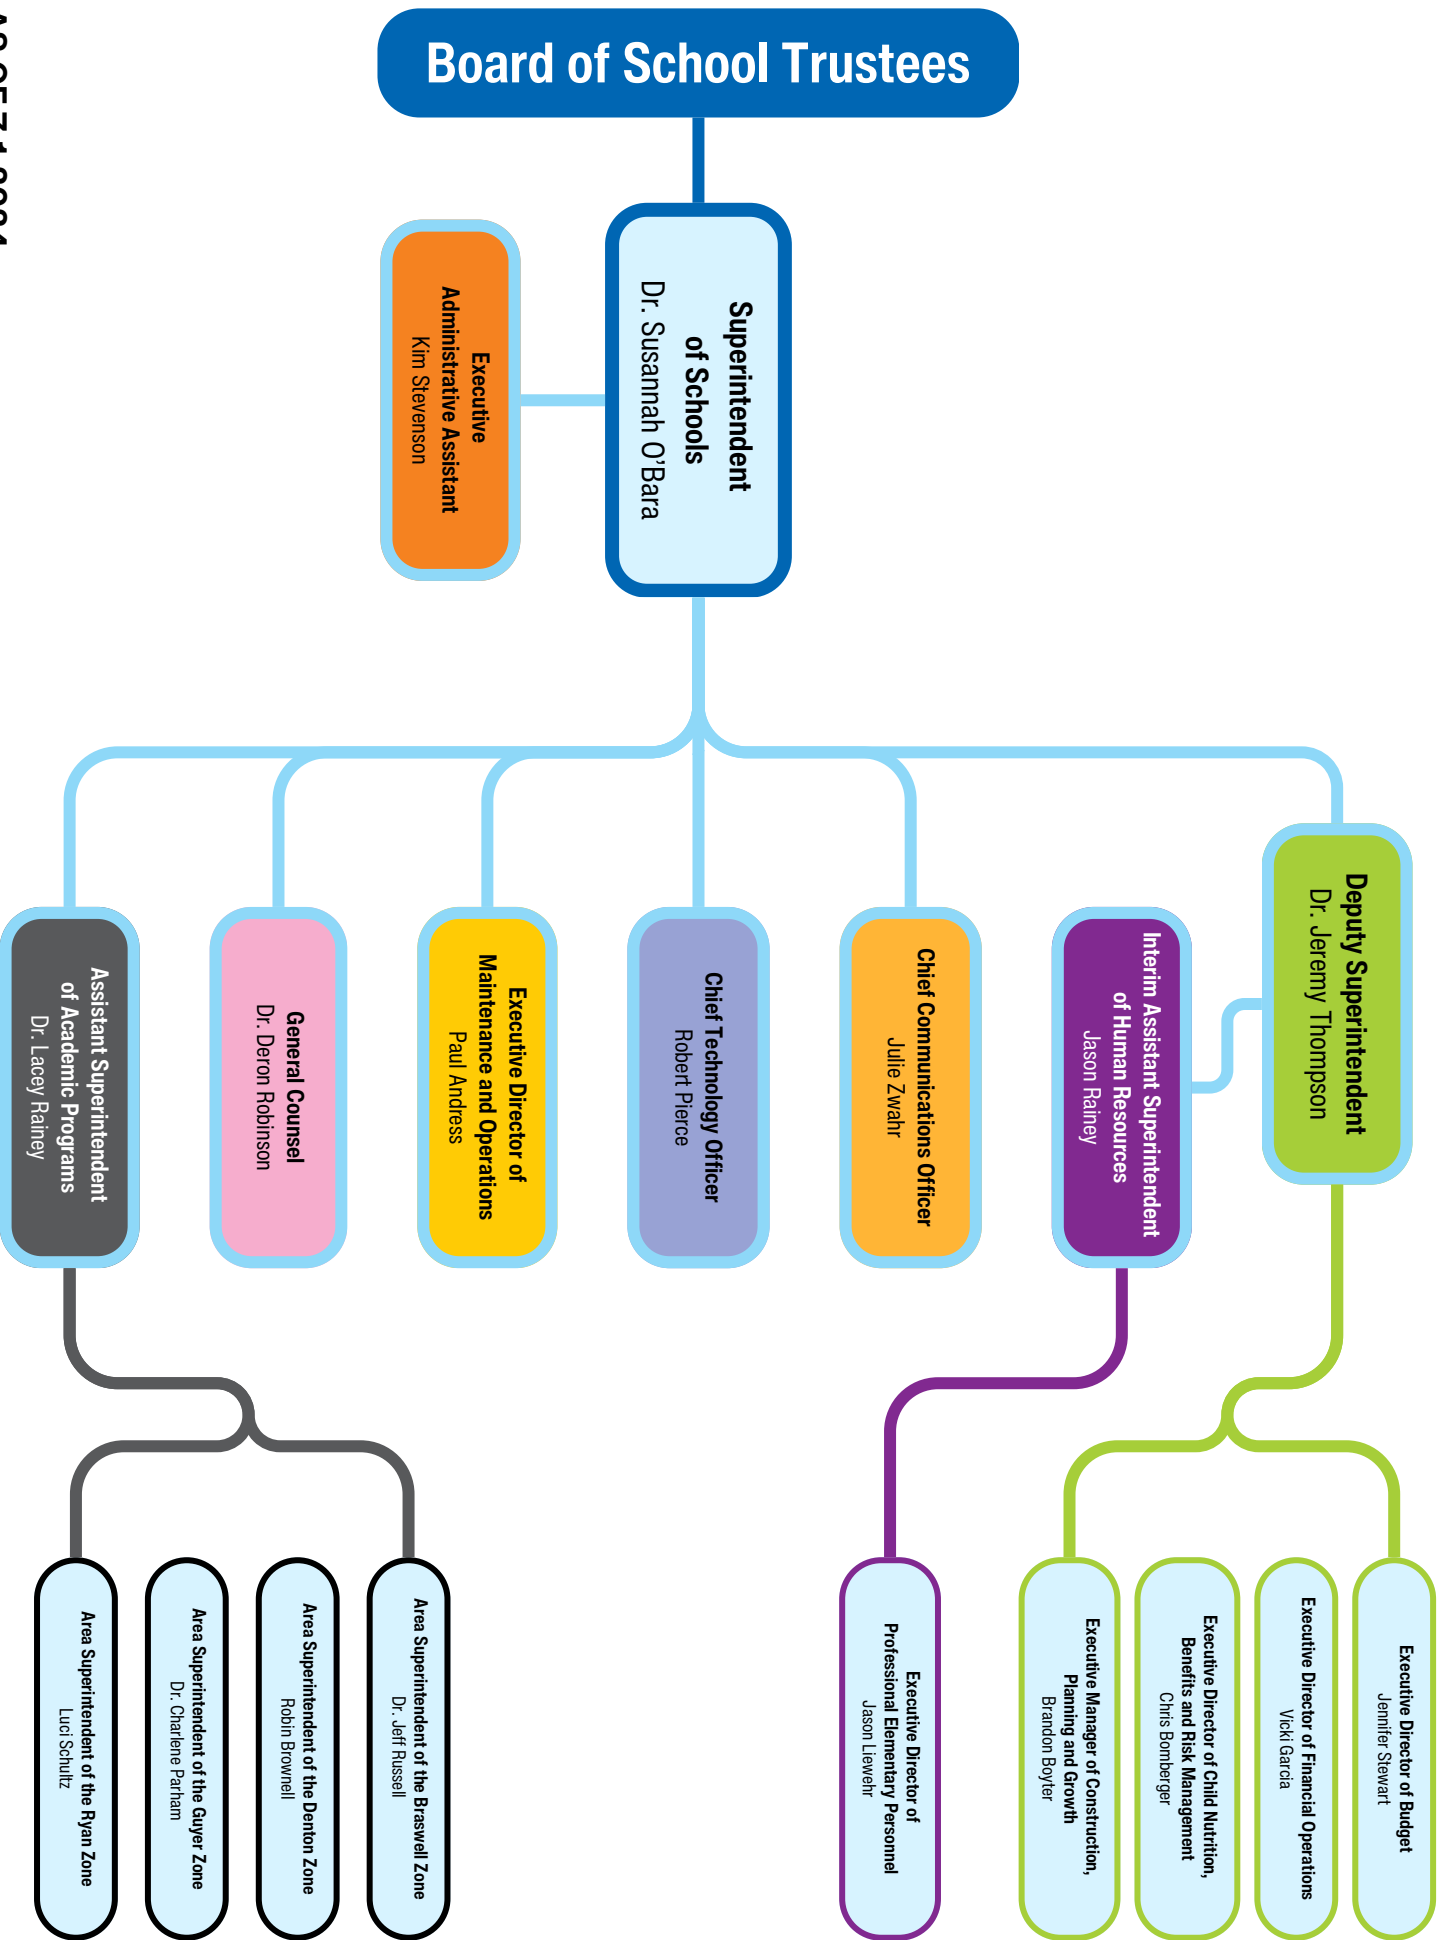 Board of School Trustees
Superintendent
of Schools
Dr. Susannah O'Bara
Executive
Administrative Assistant
Kim Stevenson
Deputy Superintendent
Dr. Jeremy Thompson
Interim Assistant Superintendent
of Human Resources
Jason Rainey
Chief Communications Officer
Julie Zwahr
Chief Technology Officer
Robert Pierce
Executive Director of
Maintenance and Operations
Paul Andress
General Counsel
Dr. Deron Robinson
Assistant Superintendent
of Academic Programs
Dr. Lacey Rainey
Executive Director of Budget
Jennifer Stewart
Executive Director of Financial Operations
Vicki Garcia
Executive Director of Child Nutrition,
Benefits and Risk Management
Chris Bomberger
Executive Manager of Construction,
Planning and Growth
Brandon Boyter
Executive Director of
Professional Elementary Personnel
Jason Liewehr
Area Superintendent of the Braswell Zone
Dr. Jeff Russell
Area Superintendent of the Denton Zone
Robin Brownell
Area Superintendent of the Guyer Zone
Dr. Charlene Parham
Area Superintendent of the Ryan Zone
Luci Schultz